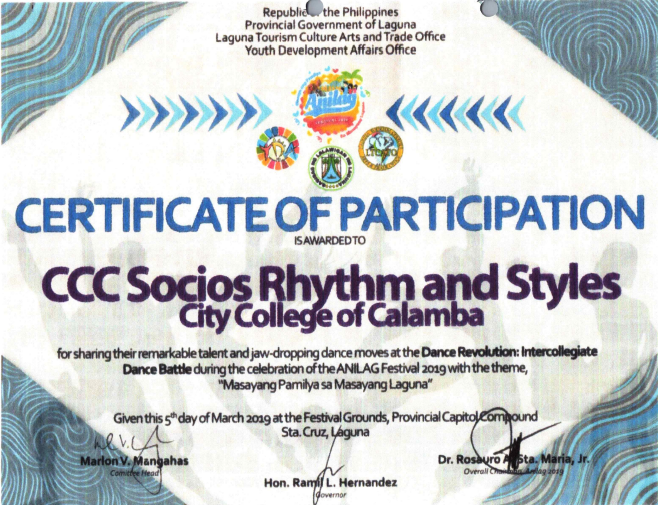 Republic of the Philippines
Provincial Government of Laguna
Laguna Tourism Culture Arts and Trade Office
Youth Development Affairs Office
Anilag
LTCATO
CERTIFICATE OF PARTICIPATION
IS AWARDED TO
CCC Socios Rhythm and Styles
City College of Calamba
for sharing their remarkable talent and jaw-dropping dance moves at the Dance Revolution: Intercollegiate
Dance Battle during the celebration of the ANILAG Festival 2019 with the theme,
"Masayang Pamilya sa Masayang Laguna"
Given this 5th day of March 2019 at the Festival Grounds, Provincial Capitol Compound
Sta. Cruz, Laguna
Marlon V. Mangahas
Comittee Head
Dr. Rosauro A. Sta. Maria, Jr.
Overall Chairman, Anilag 2019
Hon. Ramil L. Hernandez
Governor